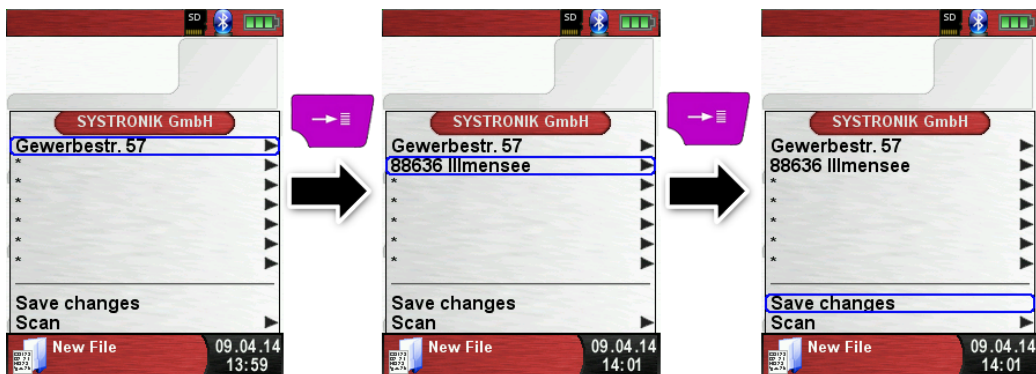 SD
SYSTRONIK GmbH
Gewerbestr. 57
*
*
*
*
*
*
Save changes
Scan
New File
09.04.14
13:59
SD
SYSTRONIK GmbH
Gewerbestr. 57
88636 Illmensee
*
*
*
*
*
Save changes
Scan
New File
09.04.14
14:01
SD
SYSTRONIK GmbH
Gewerbestr. 57
88636 Illmensee
*
*
*
*
*
Save changes
Scan
New File
09.04.14
14:01